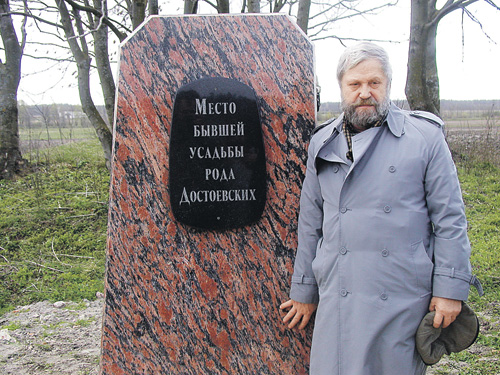 Место
бывшей
усадьбы
рода
Достоевских